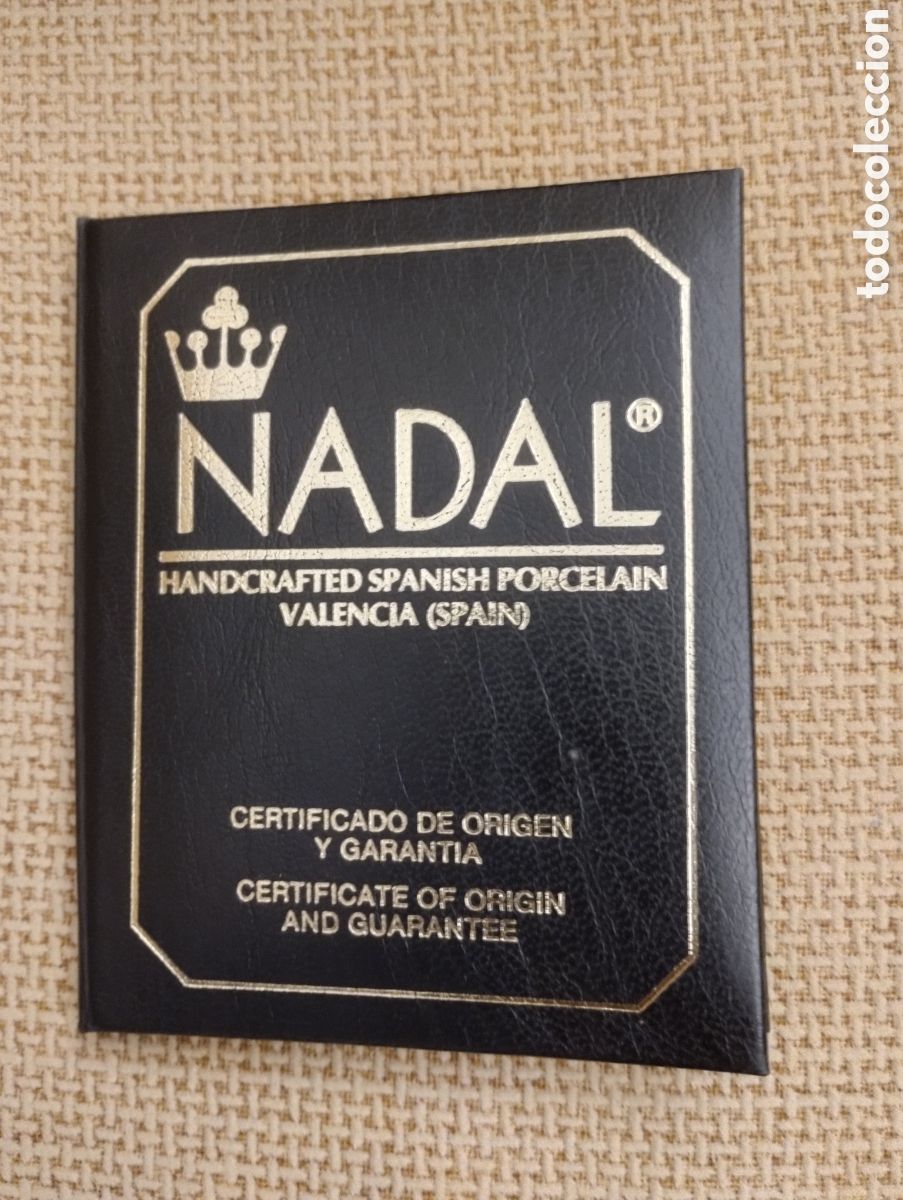 NADAL®
HANDCRAFTED SPANISH PORCELAIN
VALENCIA (SPAIN)
CERTIFICADO DE ORIGEN
Y GARANTIA
CERTIFICATE OF ORIGIN
AND GUARANTEE
todocoleccion